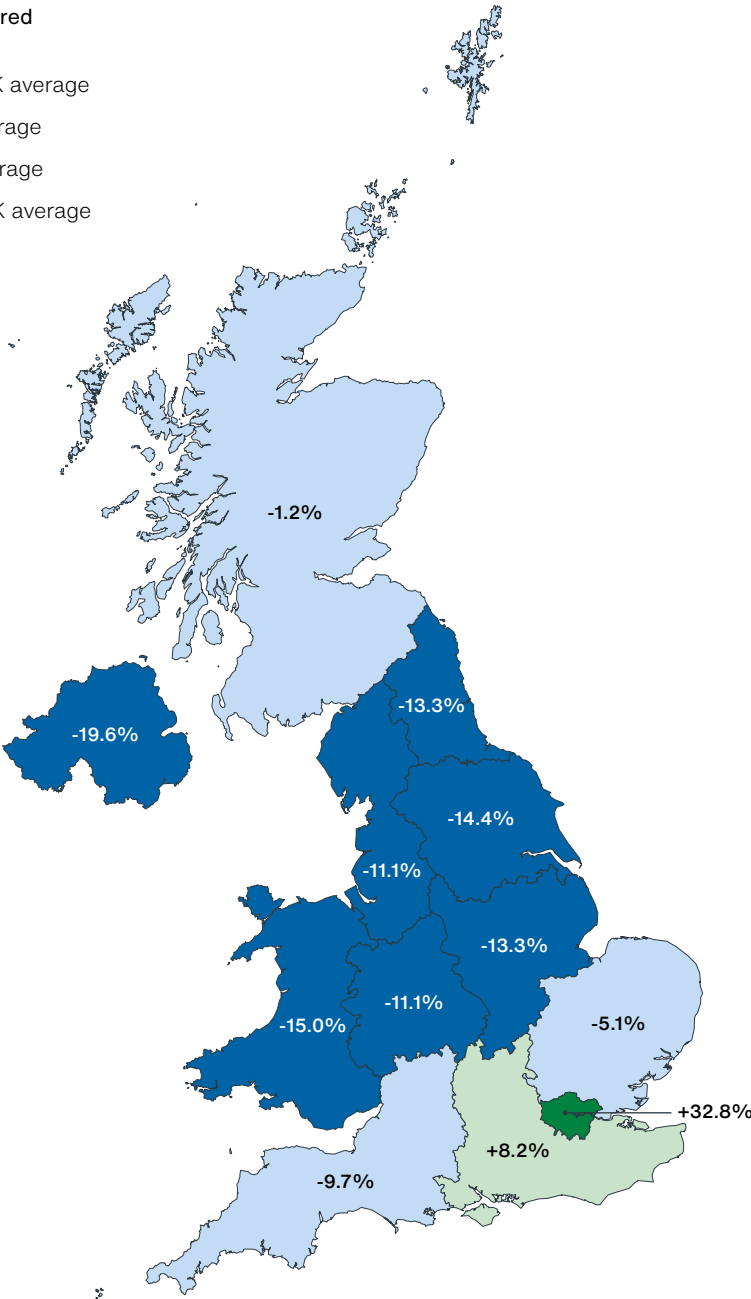 red
K average
rage
rage
K average
-1.2%
-13.3%
-19.6%
-14.4%
-11.1%
-13.3%
-11.1%
-15.0%
-5.1%
+32.8%
+8.2%
-9.7%